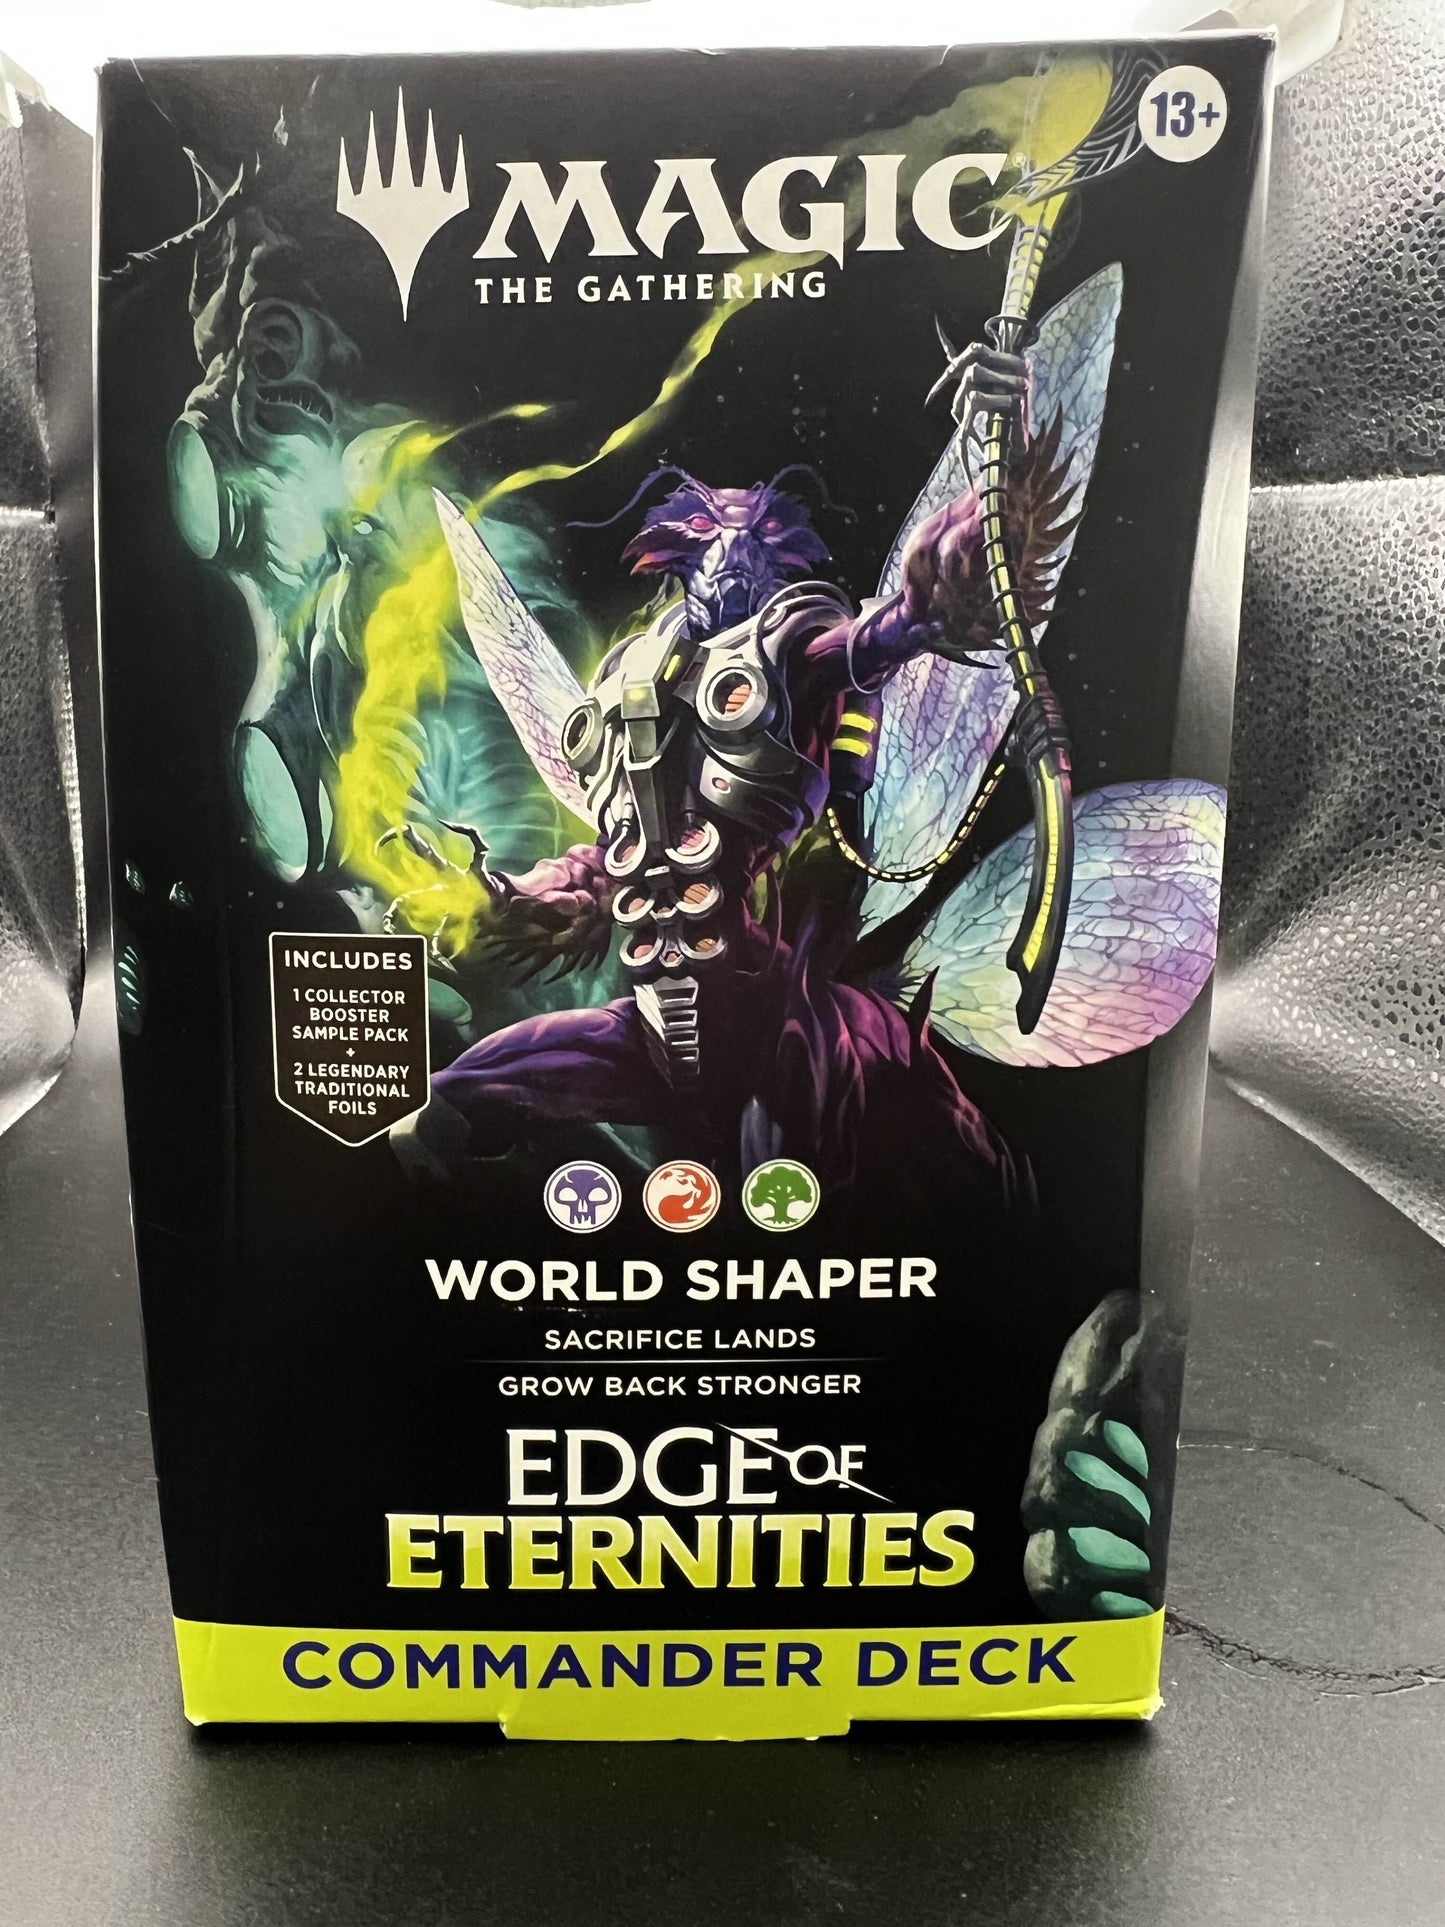 13+
MAGIC®
THE GATHERING
INCLUDES
1 COLLECTOR
BOOSTER
SAMPLE PACK
+
2 LEGENDARY
TRADITIONAL
FOILS
WORLD SHAPER
SACRIFICE LANDS
GROW BACK STRONGER
EDGE OF
ETERNITIES
COMMANDER DECK